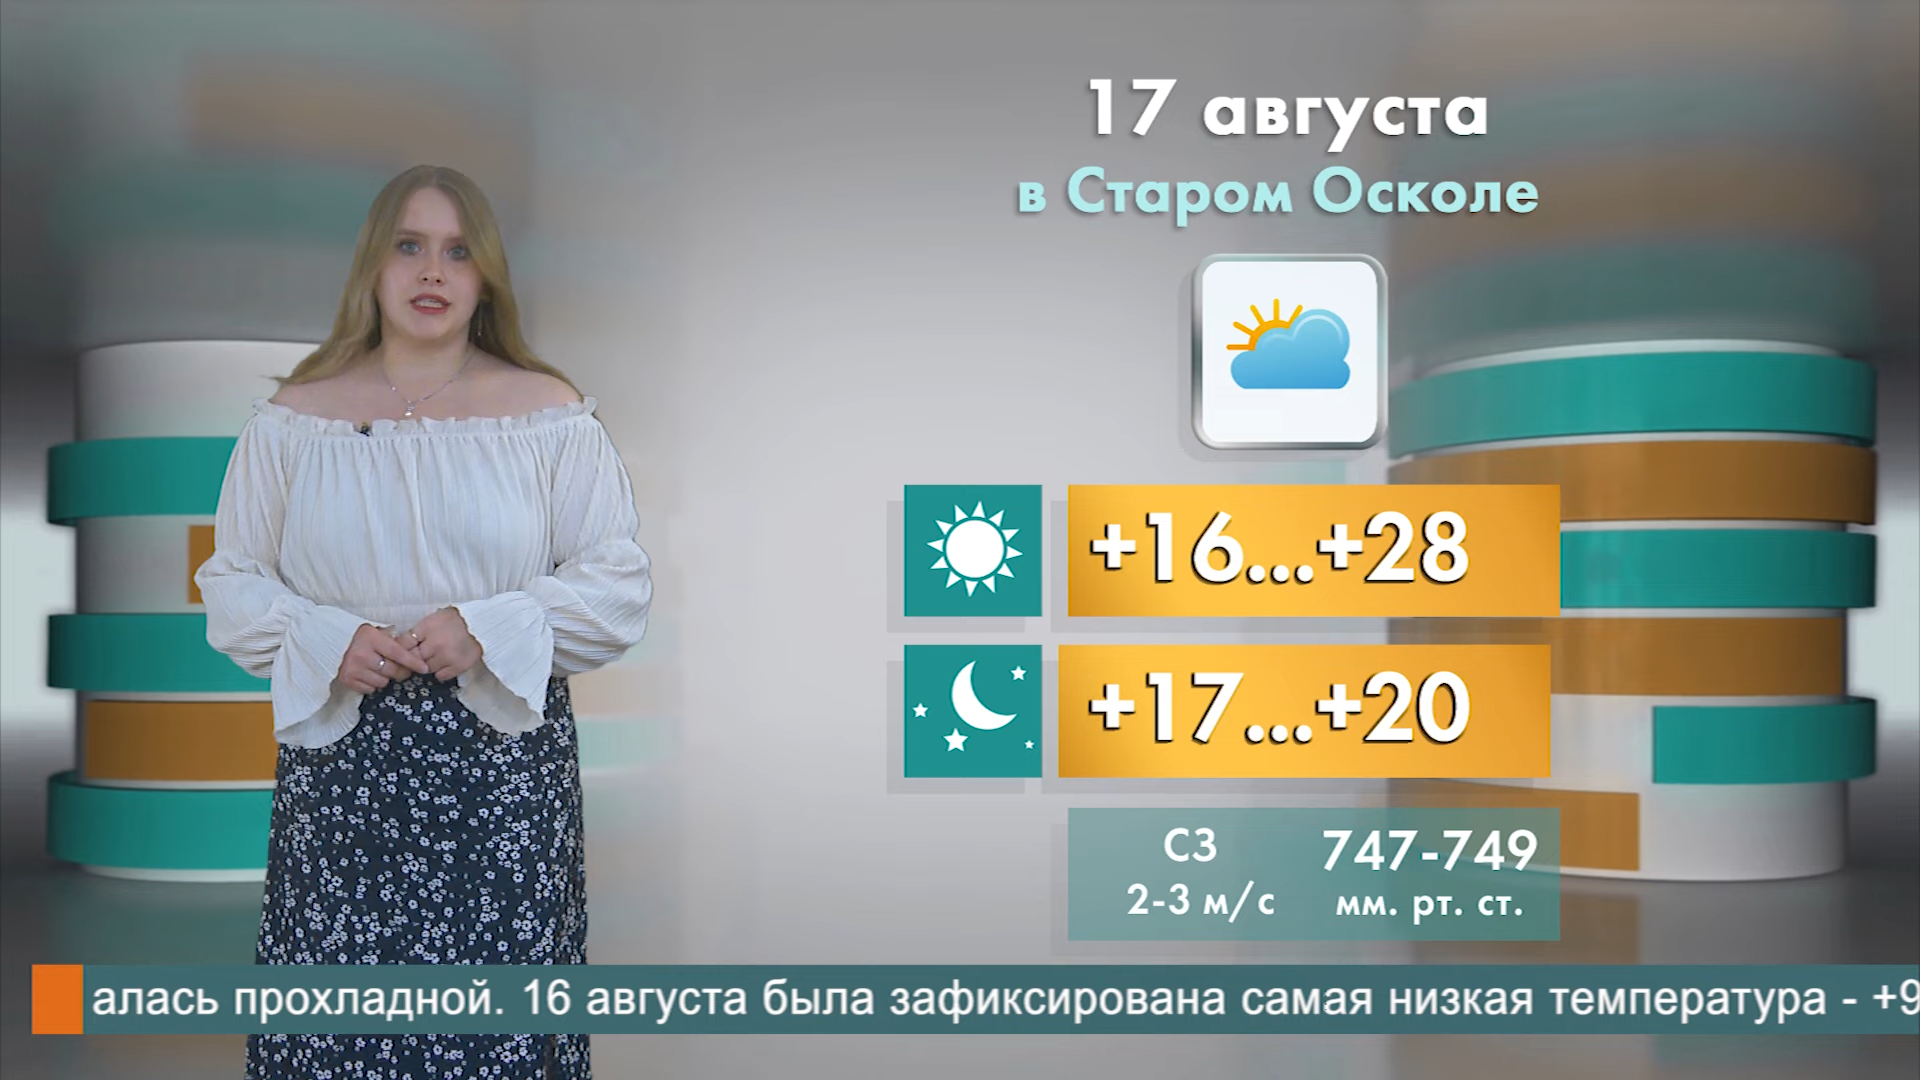 17 августа
в Старом Осколе
+16...+28
+17...+20
СЗ
2-3 м/с
747-749
мм. рт. ст.
алась прохладной. 16 августа была зафиксирована самая низкая температура - +9